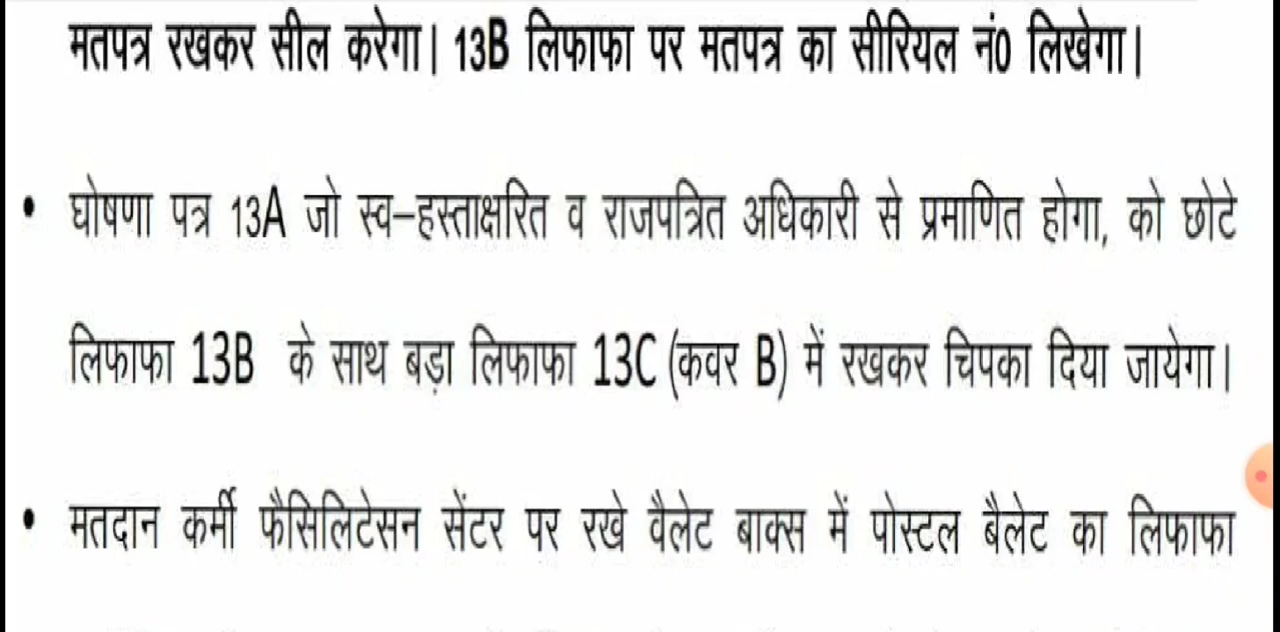 मतपत्र रखकर सील करेगा। 13B लिफाफा पर मतपत्र का सीरियल नं0 लिखेगा।
• घोषणा पत्र 13A जो स्व–हस्ताक्षरित व राजपत्रित अधिकारी से प्रमाणित होगा, को छोटे
लिफाफा 13B के साथ बड़ा लिफाफा 13C (कवर B) में रखकर चिपका दिया जायेगा।
• मतदान कर्मी फैसिलिटेसन सेंटर पर रखे वैलेट बाक्स में पोस्टल बैलेट का लिफाफा